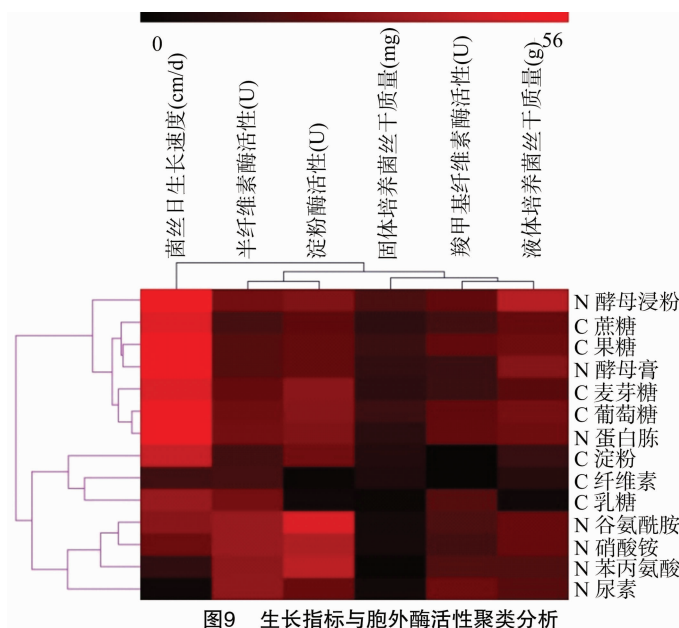 0
56
菌丝日生长速度(cm/d)
半纤维素酶活性(U)
淀粉酶活性(U)
固体培养菌丝干质量(mg)
羧甲基纤维素酶活性(U)
液体培养菌丝干质量(g)
N 酵母浸粉
C 蔗糖
C 果糖
N 酵母膏
C 麦芽糖
C 葡萄糖
N 蛋白胨
C 淀粉
C 纤维素
C 乳糖
N 谷氨酰胺
N 硝酸铵
N 苯丙氨酸
N 尿素
图9 生长指标与胞外酶活性聚类分析